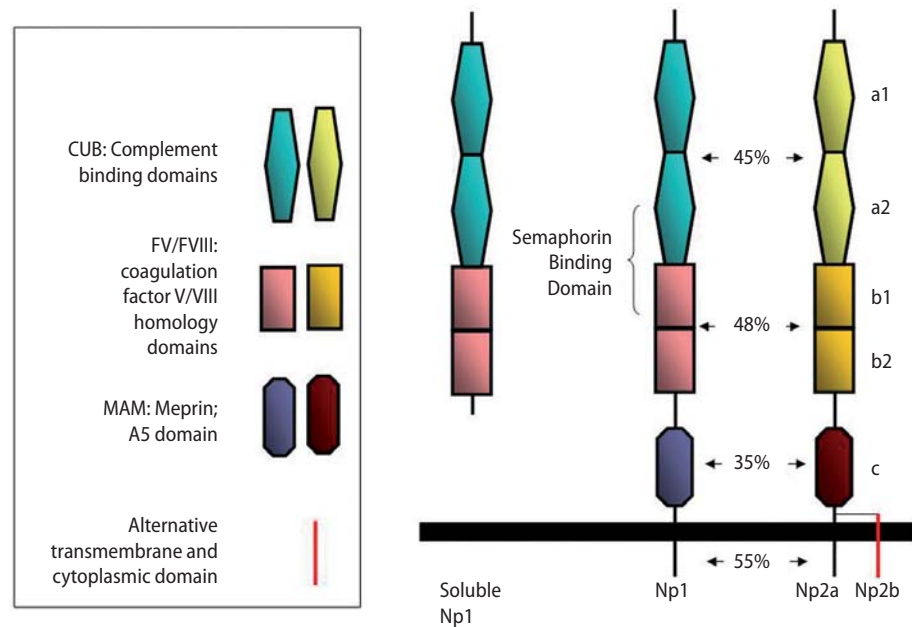 CUB: Complement
binding domains
FV/FVIII:
coagulation
factor V/VIII
homology
domains
MAM: Meprin;
A5 domain
Alternative
transmembrane and
cytoplasmic domain
a1
45%
a2
Semaphorin
Binding
Domain
b1
48%
b2
35%
c
55%
Soluble
Np1
Np1
Np2a
Np2b